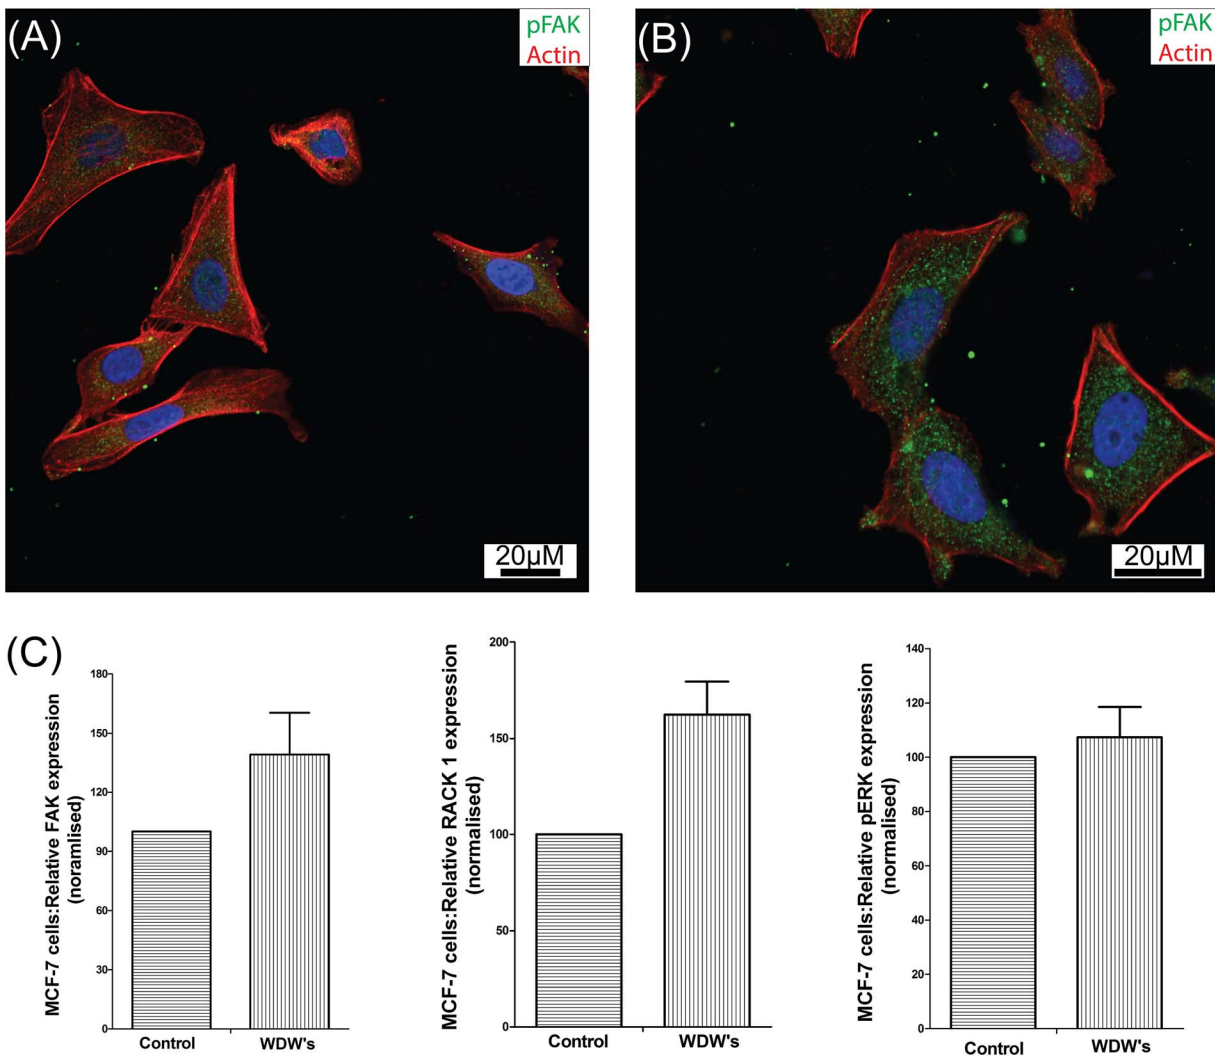 (A)
pFAK
Actin
20µM
(B)
pFAK
Actin
20µM
(C)
MCF-7 cells:Relative FAK expression
(noramlised)
180
150
120
90
60
30
0
Control
WDW's
MCF-7 cells:Relative RACK 1 expression
(normalised)
200
150
100
50
0
Control
WDW's
MCF-7 cells:Relative pERK expression
(normalised)
140
120
100
80
60
40
20
0
Control
WDW's